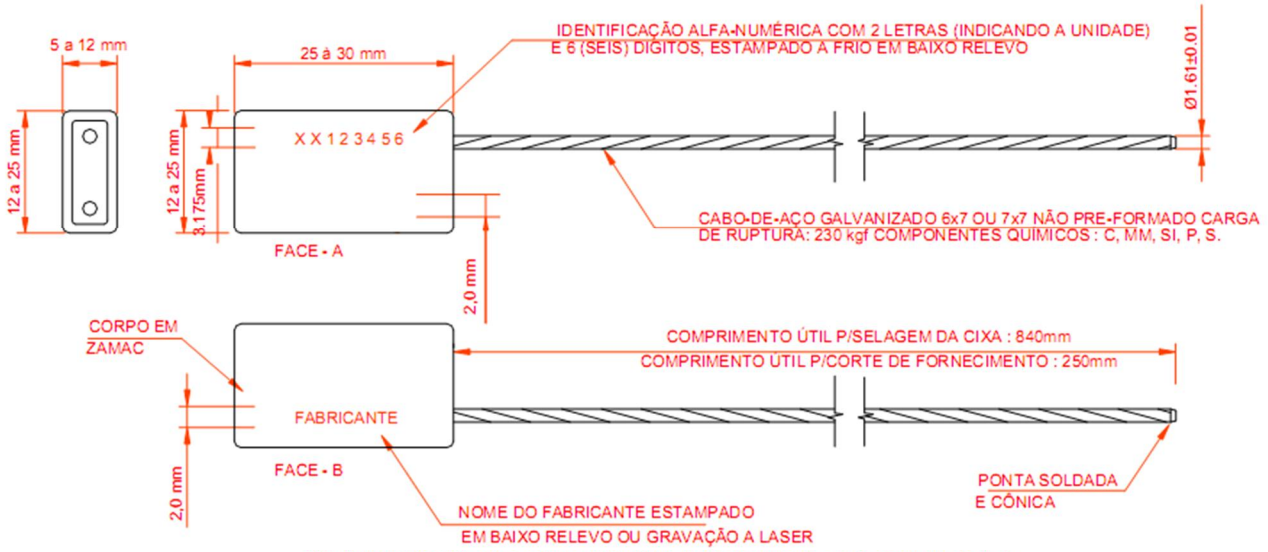 IDENTIFICAÇÃO ALFA-NUMÉRICA COM 2 LETRAS (INDICANDO A UNIDADE)
E 6 (SEIS) DIGITOS, ESTAMPADO A FRIO EM BAIXO RELEVO
5 a 12 mm
25 à 30 mm
Ø1.61±0.01
12 a 25 mm
12 a 25 mm
3.175mm
X X 1 2 3 4 5 6
CABO-DE-AÇO GALVANIZADO 6x7 OU 7x7 NÃO PRE-FORMADO CARGA
DE RUPTURA: 230 kgf COMPONENTES QUIMICOS : C, MM, SI, P, S.
FACE - A
2,0 mm
CORPO EM
ZAMAC
COMPRIMENTO ÚTIL P/SELAGEM DA CIXA : 840mm
COMPRIMENTO ÚTIL P/CORTE DE FORNECIMENTO : 250mm
FABRICANTE
FACE - B
2,0 mm
PONTA SOLDADA
E CÔNICA
NOME DO FABRICANTE ESTAMPADO
EM BAIXO RELEVO OU GRAVAÇÃO A LASER